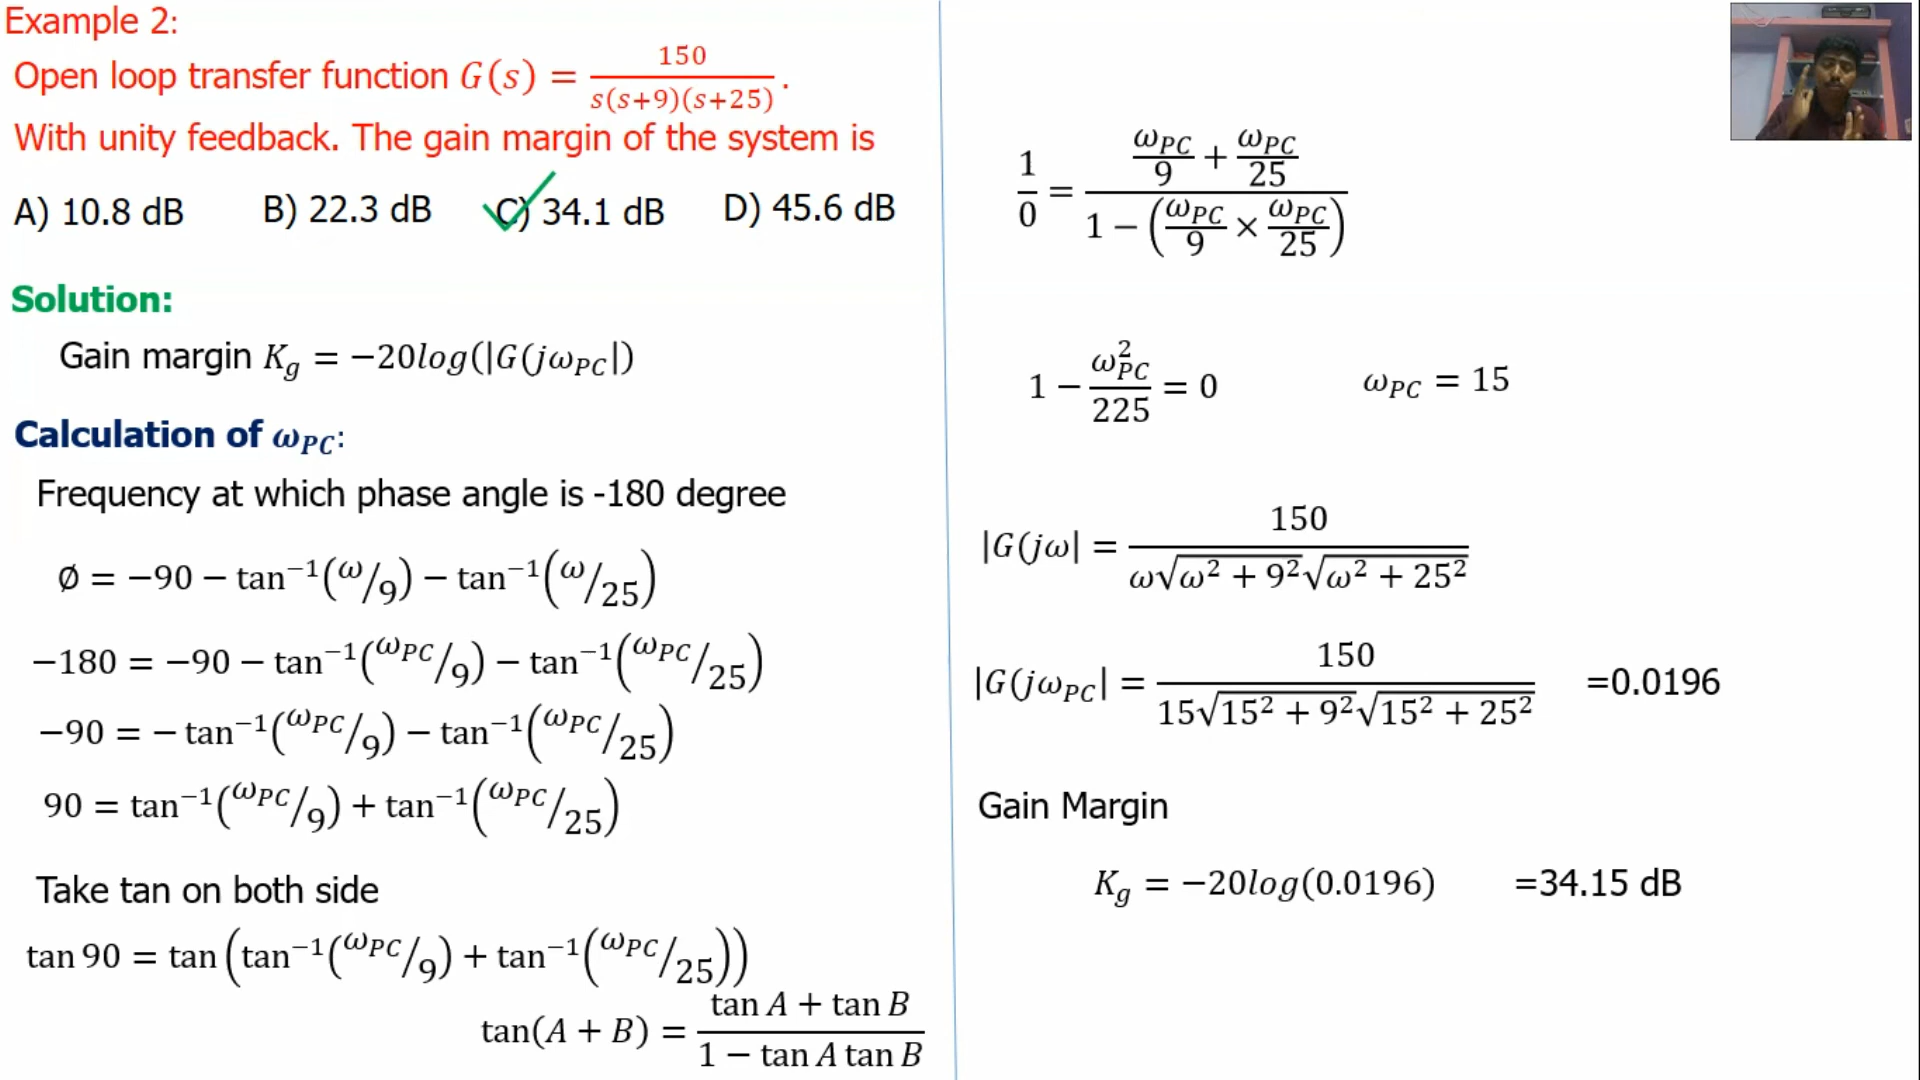 Example 2:
Open loop transfer function G(s) = 150 / s(s+9)(s+25) .
With unity feedback. The gain margin of the system is
A) 10.8 dB B) 22.3 dB C) 34.1 dB D) 45.6 dB
Solution:
Gain margin K_g = −20log(|G(jω_PC|)
Calculation of ω_PC:
Frequency at which phase angle is -180 degree
∅ = −90 − tan⁻¹(ω/9) − tan⁻¹(ω/25)
−180 = −90 − tan⁻¹(ω_PC/9) − tan⁻¹(ω_PC/25)
−90 = − tan⁻¹(ω_PC/9) − tan⁻¹(ω_PC/25)
90 = tan⁻¹(ω_PC/9) + tan⁻¹(ω_PC/25)
Take tan on both side
tan 90 = tan (tan⁻¹(ω_PC/9) + tan⁻¹(ω_PC/25))
tan(A + B) = (tan A + tan B) / (1 − tan A tan B)
1/0 = (ω_PC/9 + ω_PC/25) / (1 − (ω_PC/9 × ω_PC/25))
1 − ω²_PC/225 = 0 ω_PC = 15
|G(jω| = 150 / ω√ω² + 9²√ω² + 25²
|G(jω_PC| = 150 / 15√15² + 9²√15² + 25² =0.0196
Gain Margin
K_g = −20log(0.0196) =34.15 dB